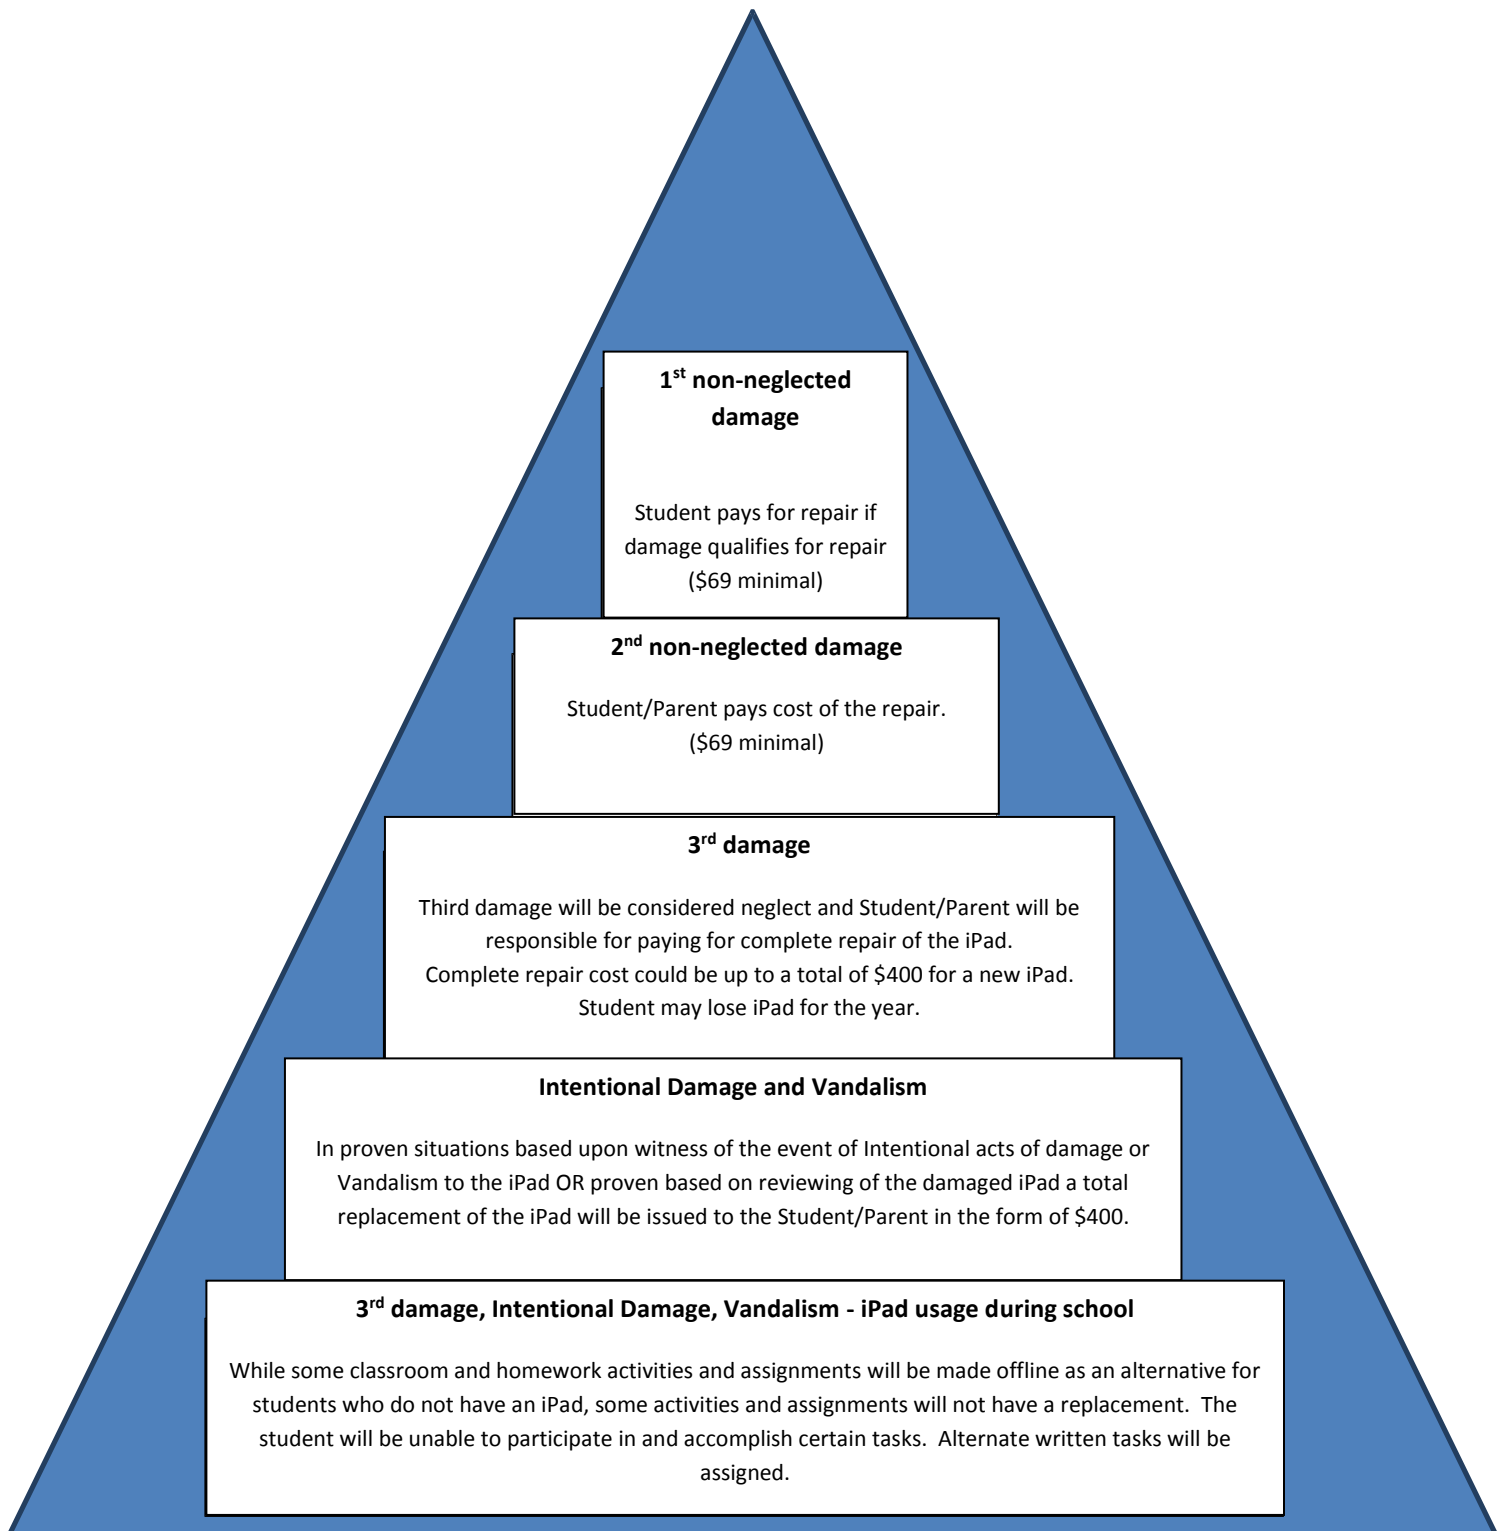 1st non-neglected
damage
Student pays for repair if
damage qualifies for repair
($69 minimal)
2nd non-neglected damage
Student/Parent pays cost of the repair.
($69 minimal)
3rd damage
Third damage will be considered neglect and Student/Parent will be
responsible for paying for complete repair of the iPad.
Complete repair cost could be up to a total of $400 for a new iPad.
Student may lose iPad for the year.
Intentional Damage and Vandalism
In proven situations based upon witness of the event of Intentional acts of damage or
Vandalism to the iPad OR proven based on reviewing of the damaged iPad a total
replacement of the iPad will be issued to the Student/Parent in the form of $400.
3rd damage, Intentional Damage, Vandalism - iPad usage during school
While some classroom and homework activities and assignments will be made offline as an alternative for
students who do not have an iPad, some activities and assignments will not have a replacement.  The
student will be unable to participate in and accomplish certain tasks.  Alternate written tasks will be
assigned.